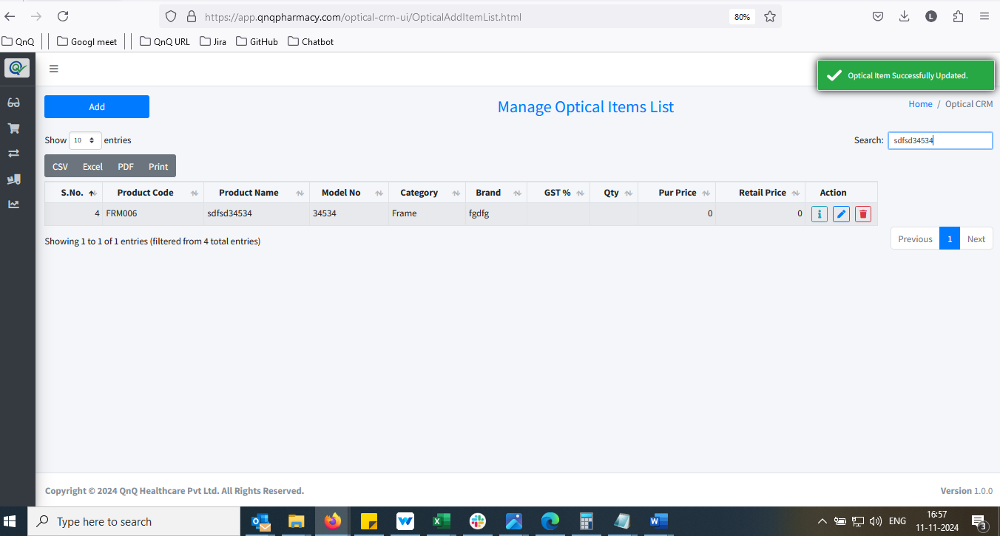 https://app.qnqpharmacy.com/optical-crm-ui/OpticalAddItemList.html 80% L
QnQ Googl meet QnQ URL Jira GitHub Chatbot
Optical Item Successfully Updated.
Add Manage Optical Items List Home / Optical CRM
Show 10 entries Search: sdfsd34534
CSV Excel PDF Print
S.No. Product Code Product Name Model No Category Brand GST % Qty Pur Price Retail Price Action
4 FRM006 sdfsd34534 34534 Frame fgdfg 0 0
Showing 1 to 1 of 1 entries (filtered from 4 total entries) Previous 1 Next
Copyright © 2024 QnQ Healthcare Pvt Ltd. All Rights Reserved. Version 1.0.0
Type here to search ENG 16:57
11-11-2024 3